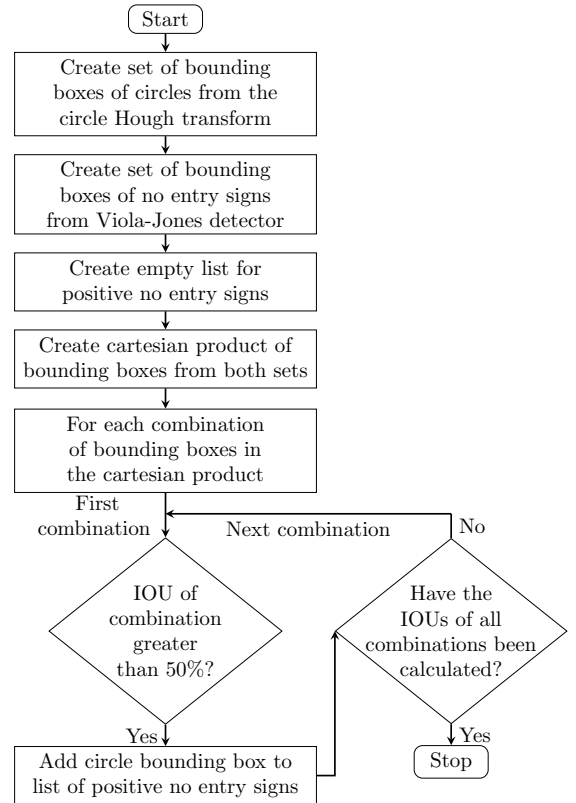 Start
Create set of bounding
boxes of circles from the
circle Hough transform
Create set of bounding
boxes of no entry signs
from Viola-Jones detector
Create empty list for
positive no entry signs
Create cartesian product of
bounding boxes from both sets
For each combination
of bounding boxes in
the cartesian product
First
combination
Next combination
No
IOU of
combination
greater
than 50%?
Have the
IOUs of all
combinations been
calculated?
Yes
Yes
Add circle bounding box to
list of positive no entry signs
Stop